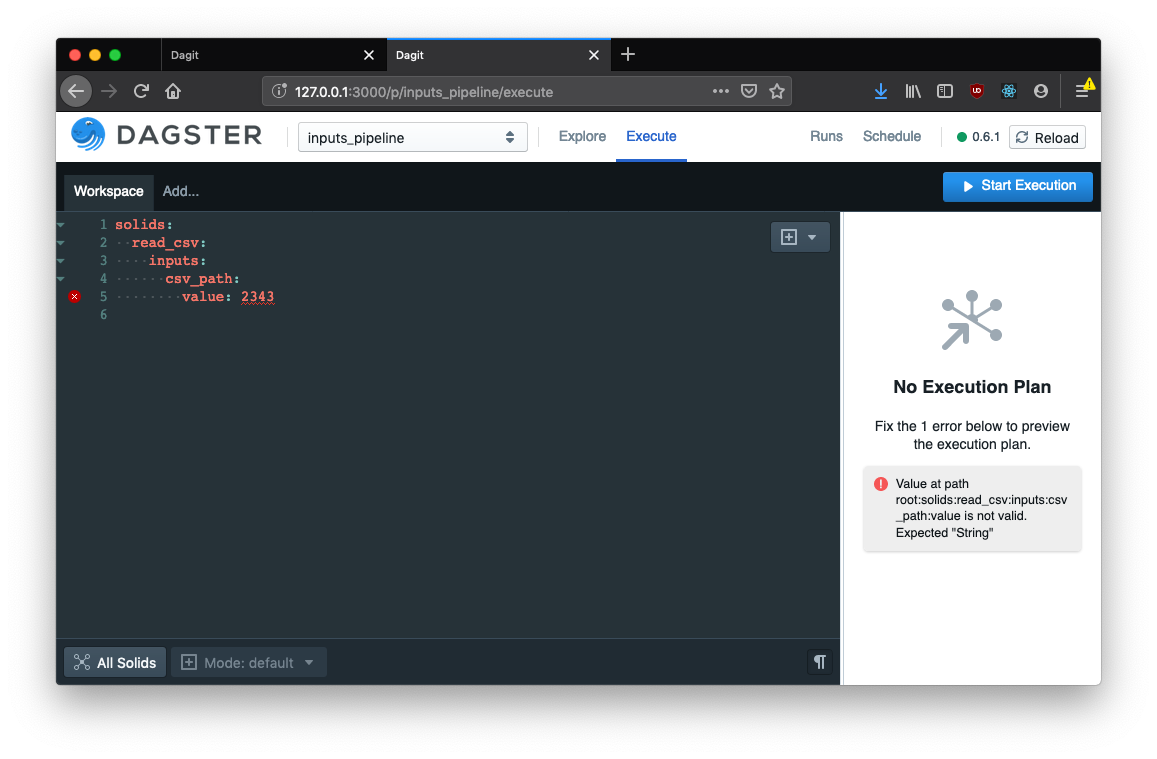 Dagit
Dagit
127.0.0.1:3000/p/inputs_pipeline/execute
DAGSTER
inputs_pipeline
Explore
Execute
Runs
Schedule
0.6.1
Reload
Workspace
Add...
Start Execution
1 solids:
2 ··read_csv:
3 ····inputs:
4 ······csv_path:
5 ········value: 2343
6
No Execution Plan
Fix the 1 error below to preview
the execution plan.
Value at path
root:solids:read_csv:inputs:csv
_path:value is not valid.
Expected "String"
All Solids
Mode: default
¶